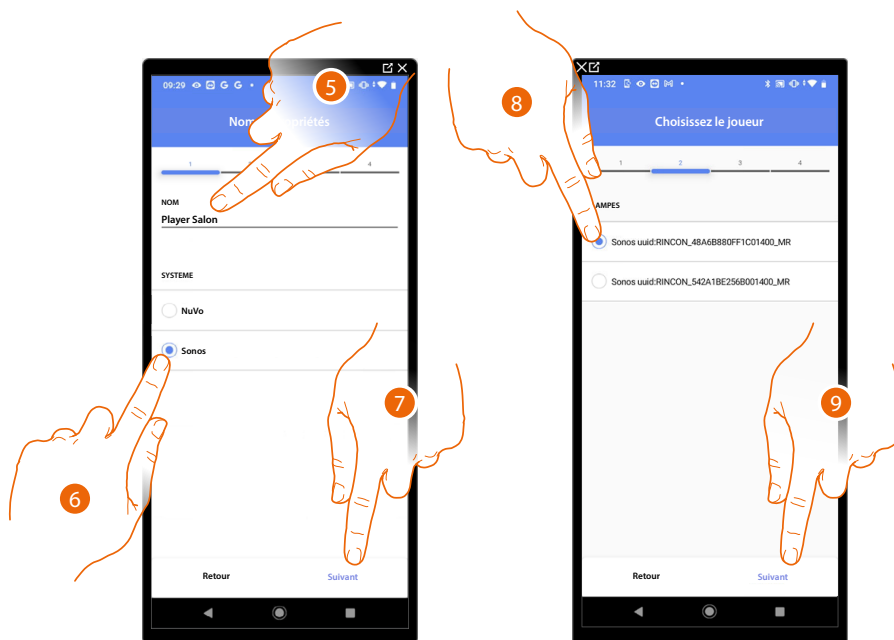 5
09:29 G G
Nom
priétés
1
4
NOM
Player Salon
SYSTEME
NuVo
Sonos
6
7
Retour Suivant
8
11:32
Choisissez le joueur
1 2 3 4
AMPES
Sonos uuid:RINCON_48A6B880FF1C01400_MR
Sonos uuid:RINCON_542A1BE256B001400_MR
9
Retour Suivant